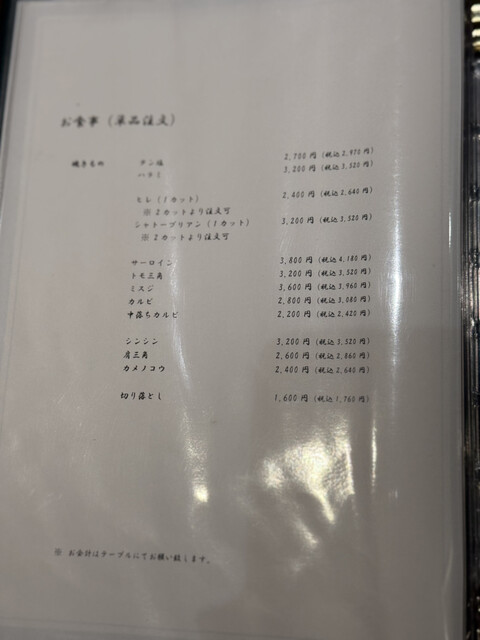 お食事(単品注文)
焼きもの タン塩 2,700円(税込2,970円)
ハラミ 3,200円(税込3,520円)
ヒレ(1カット) 2,400円(税込2,640円)
※2カットより注文可
シャトーブリアン(1カット) 3,200円(税込3,520円)
※2カットより注文可
サーロイン 3,800円(税込4,180円)
トモ三角 3,200円(税込3,520円)
ミスジ 3,600円(税込3,960円)
カルビ 2,800円(税込3,080円)
中落ちカルビ 2,200円(税込2,420円)
シンシン 3,200円(税込3,520円)
肩三角 2,600円(税込2,860円)
カメノコウ 2,400円(税込2,640円)
切り落とし 1,600円(税込1,760円)
※ お会計はテーブルにてお願い致します。